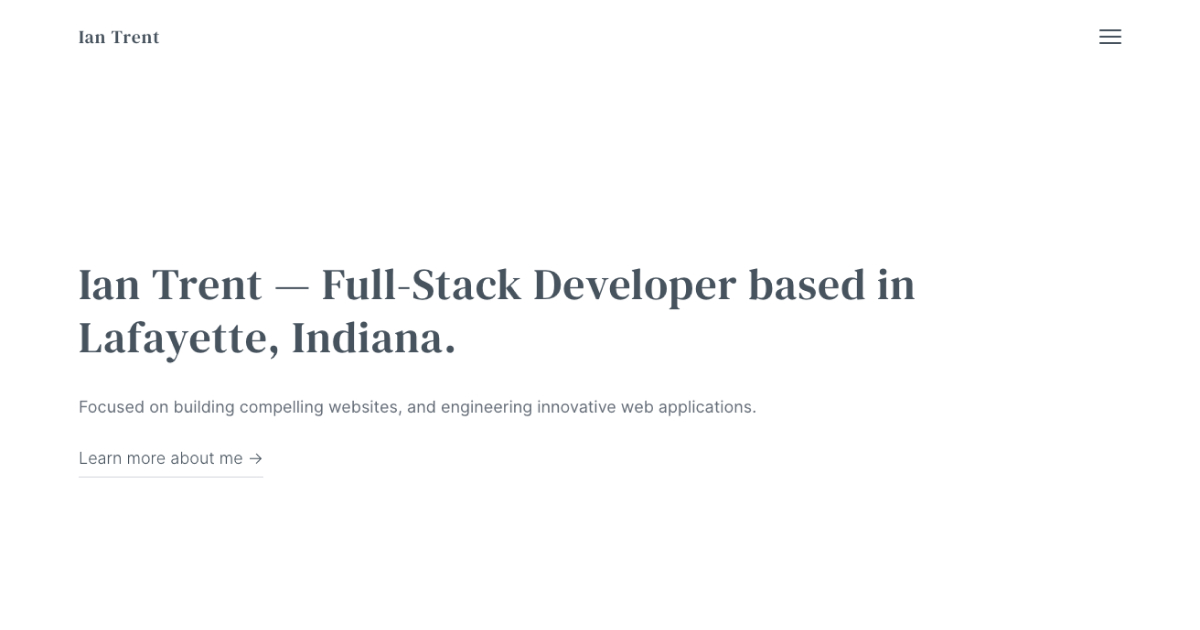 Ian Trent
Ian Trent — Full-Stack Developer based in
Lafayette, Indiana.
Focused on building compelling websites, and engineering innovative web applications.
Learn more about me →